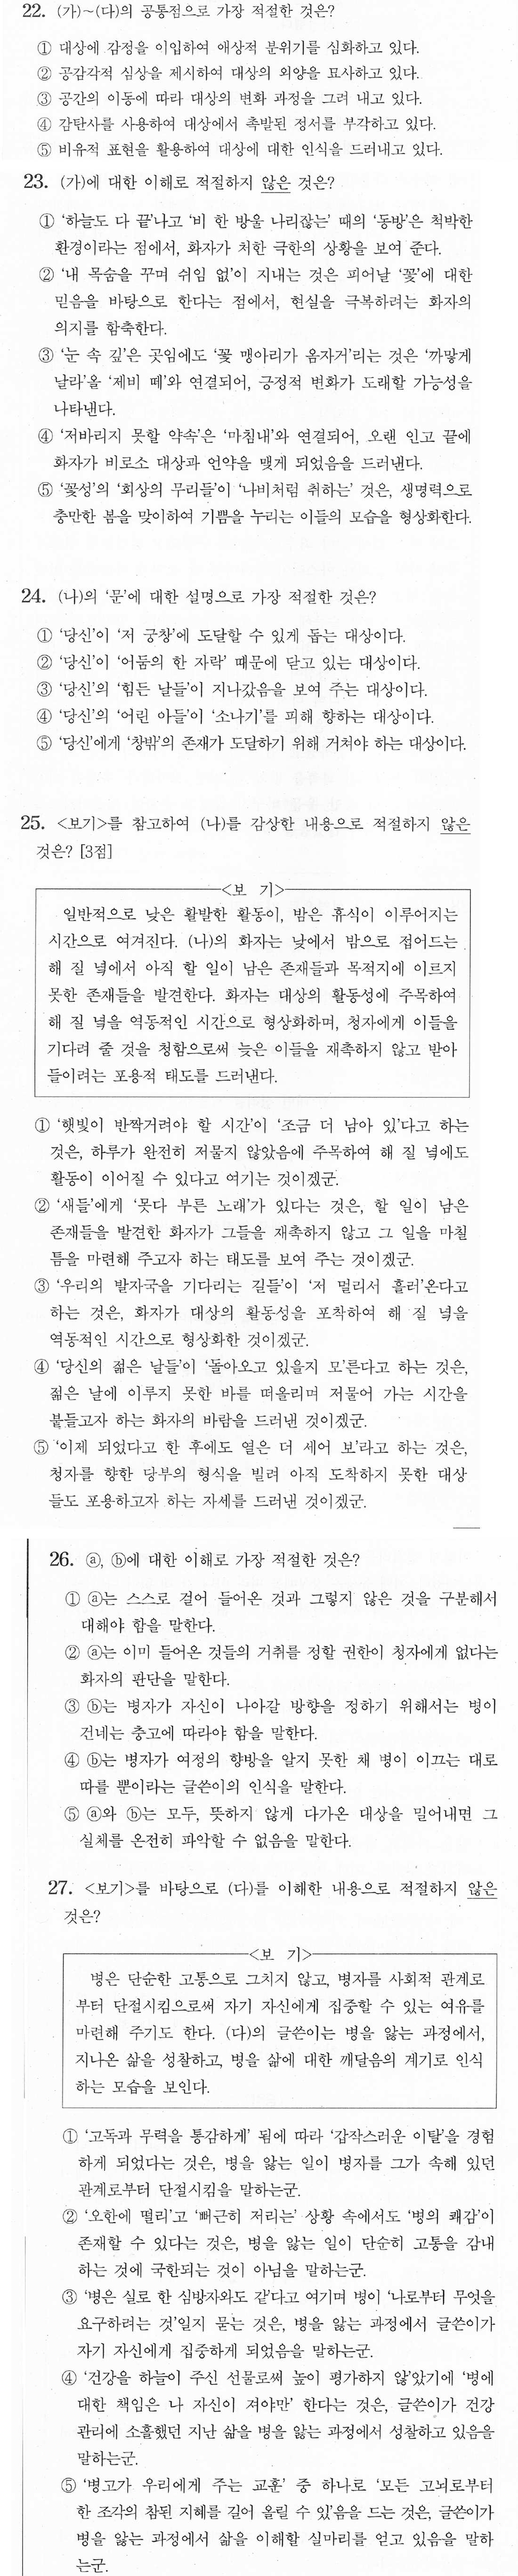 22. (가)~(다)의 공통점으로 가장 적절한 것은?
① 대상에 감정을 이입하여 애상적 분위기를 심화하고 있다.
② 공감각적 심상을 제시하여 대상의 외양을 묘사하고 있다.
③ 공간의 이동에 따라 대상의 변화 과정을 그려 내고 있다.
④ 감탄사를 사용하여 대상에서 촉발된 정서를 부각하고 있다.
⑤ 비유적 표현을 활용하여 대상에 대한 인식을 드러내고 있다.
23. (가)에 대한 이해로 적절하지 않은 것은?
① ‘하늘도 다 끝’나고 ‘비 한 방울 나리잖는’ 때의 ‘동방’은 척박한
환경이라는 점에서, 화자가 처한 극한의 상황을 보여 준다.
② ‘내 목숨을 꾸며 쉬임 없’이 지내는 것은 피어날 ‘꽃’에 대한
믿음을 바탕으로 한다는 점에서, 현실을 극복하려는 화자의
의지를 함축한다.
③ ‘눈 속 깊’은 곳임에도 ‘꽃 맹아리가 옴자거’리는 것은 ‘까맣게
날라’올 ‘제비 떼’와 연결되어, 긍정적 변화가 도래할 가능성을
나타낸다.
④ ‘저바리지 못할 약속’은 ‘마침내’와 연결되어, 오랜 인고 끝에
화자가 비로소 대상과 언약을 맺게 되었음을 드러낸다.
⑤ ‘꽃성’의 ‘회상의 무리들’이 ‘나비처럼 취하는’ 것은, 생명력으로
충만한 봄을 맞이하여 기쁨을 누리는 이들의 모습을 형상화한다.
24. (나)의 ‘문’에 대한 설명으로 가장 적절한 것은?
① ‘당신’이 ‘저 궁창’에 도달할 수 있게 돕는 대상이다.
② ‘당신’이 ‘어둠의 한 자락’ 때문에 닫고 있는 대상이다.
③ ‘당신’의 ‘힘든 날들’이 지나갔음을 보여 주는 대상이다.
④ ‘당신’의 ‘어린 아들’이 ‘소나기’를 피해 향하는 대상이다.
⑤ ‘당신’에게 ‘창밖’의 존재가 도달하기 위해 거쳐야 하는 대상이다.
25. <보기>를 참고하여 (나)를 감상한 내용으로 적절하지 않은
것은? [3점]
<보 기>
일반적으로 낮은 활발한 활동이, 밤은 휴식이 이루어지는
시간으로 여겨진다. (나)의 화자는 낮에서 밤으로 접어드는
해 질 녘에서 아직 할 일이 남은 존재들과 목적지에 이르지
못한 존재들을 발견한다. 화자는 대상의 활동성에 주목하여
해 질 녘을 역동적인 시간으로 형상화하며, 청자에게 이들을
기다려 줄 것을 청함으로써 늦은 이들을 재촉하지 않고 받아
들이려는 포용적 태도를 드러낸다.
① ‘햇빛이 반짝거려야 할 시간’이 ‘조금 더 남아 있’다고 하는
것은, 하루가 완전히 저물지 않았음에 주목하여 해 질 녘에도
활동이 이어질 수 있다고 여기는 것이겠군.
② ‘새들’에게 ‘못다 부른 노래’가 있다는 것은, 할 일이 남은
존재들을 발견한 화자가 그들을 재촉하지 않고 그 일을 마칠
틈을 마련해 주고자 하는 태도를 보여 주는 것이겠군.
③ ‘우리의 발자국을 기다리는 길들’이 ‘저 멀리서 흘러’온다고
하는 것은, 화자가 대상의 활동성을 포착하여 해 질 녘을
역동적인 시간으로 형상화한 것이겠군.
④ ‘당신의 젊은 날들’이 ‘돌아오고 있을지 모’른다고 하는 것은,
젊은 날에 이루지 못한 바를 떠올리며 저물어 가는 시간을
붙들고자 하는 화자의 바람을 드러낸 것이겠군.
⑤ ‘이제 되었다고 한 후에도 열은 더 세어 보’라고 하는 것은,
청자를 향한 당부의 형식을 빌려 아직 도착하지 못한 대상
들도 포용하고자 하는 자세를 드러낸 것이겠군.
26. ⓐ, ⓑ에 대한 이해로 가장 적절한 것은?
① ⓐ는 스스로 걸어 들어온 것과 그렇지 않은 것을 구분해서
대해야 함을 말한다.
② ⓐ는 이미 들어온 것들의 거취를 정할 권한이 청자에게 없다는
화자의 판단을 말한다.
③ ⓑ는 병자가 자신이 나아갈 방향을 정하기 위해서는 병이
건네는 충고에 따라야 함을 말한다.
④ ⓑ는 병자가 여정의 향방을 알지 못한 채 병이 이끄는 대로
따를 뿐이라는 글쓴이의 인식을 말한다.
⑤ ⓐ와 ⓑ는 모두, 뜻하지 않게 다가온 대상을 밀어내면 그
실체를 온전히 파악할 수 없음을 말한다.
27. <보기>를 바탕으로 (다)를 이해한 내용으로 적절하지 않은
것은?
<보 기>
병은 단순한 고통으로 그치지 않고, 병자를 사회적 관계로
부터 단절시킴으로써 자기 자신에게 집중할 수 있는 여유를
마련해 주기도 한다. (다)의 글쓴이는 병을 앓는 과정에서,
지나온 삶을 성찰하고, 병을 삶에 대한 깨달음의 계기로 인식
하는 모습을 보인다.
① ‘고독과 무력을 통감하게’ 됨에 따라 ‘갑작스러운 이탈’을 경험
하게 되었다는 것은, 병을 앓는 일이 병자를 그가 속해 있던
관계로부터 단절시킴을 말하는군.
② ‘오한에 떨리’고 ‘뻐근히 저리는’ 상황 속에서도 ‘병의 쾌감’이
존재할 수 있다는 것은, 병을 앓는 일이 단순히 고통을 감내
하는 것에 국한되는 것이 아님을 말하는군.
③ ‘병은 실로 한 심방자와도 같’다고 여기며 병이 ‘나로부터 무엇을
요구하려는 것’일지 묻는 것은, 병을 앓는 과정에서 글쓴이가
자기 자신에게 집중하게 되었음을 말하는군.
④ ‘건강을 하늘이 주신 선물로써 높이 평가하지 않’았기에 ‘병에
대한 책임은 나 자신이 져야만’ 한다는 것은, 글쓴이가 건강
관리에 소홀했던 지난 삶을 병을 앓는 과정에서 성찰하고 있음을
말하는군.
⑤ ‘병고가 우리에게 주는 교훈’ 중 하나로 ‘모든 고뇌로부터
한 조각의 참된 지혜를 길어 올릴 수 있’음을 드는 것은, 글쓴이가
병을 앓는 과정에서 삶을 이해할 실마리를 얻고 있음을 말하
는군.